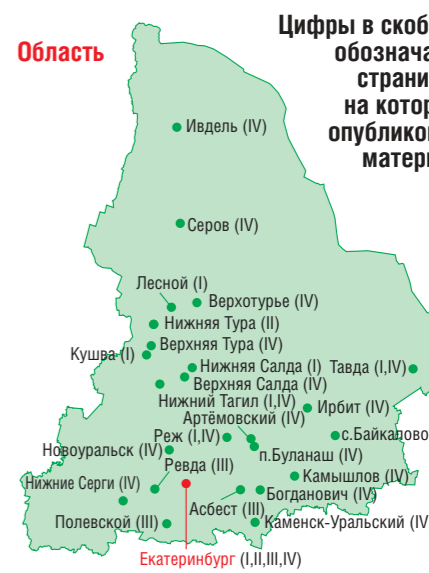 Область
Цифры в скоб
обознача
страни
на котор
опубликов
матери
Ивдель (IV)
Серов (IV)
Лесной (I)
Верхотурье (IV)
Нижняя Тура (II)
Верхняя Тура (IV)
Кушва (I)
Нижняя Салда (I)
Тавда (I,IV)
Верхняя Салда (IV)
Нижний Тагил (I,IV)
Ирбит (IV)
Артёмовский (IV)
Реж (I,IV)
с.Байкалово
Новоуральск (IV)
п.Буланаш (IV)
Ревда (III)
Камышлов (IV)
Нижние Серги (IV)
Богданович (IV)
Асбест (III)
Полевской (III)
Каменск-Уральский (IV
Екатеринбург (I,II,III,IV)